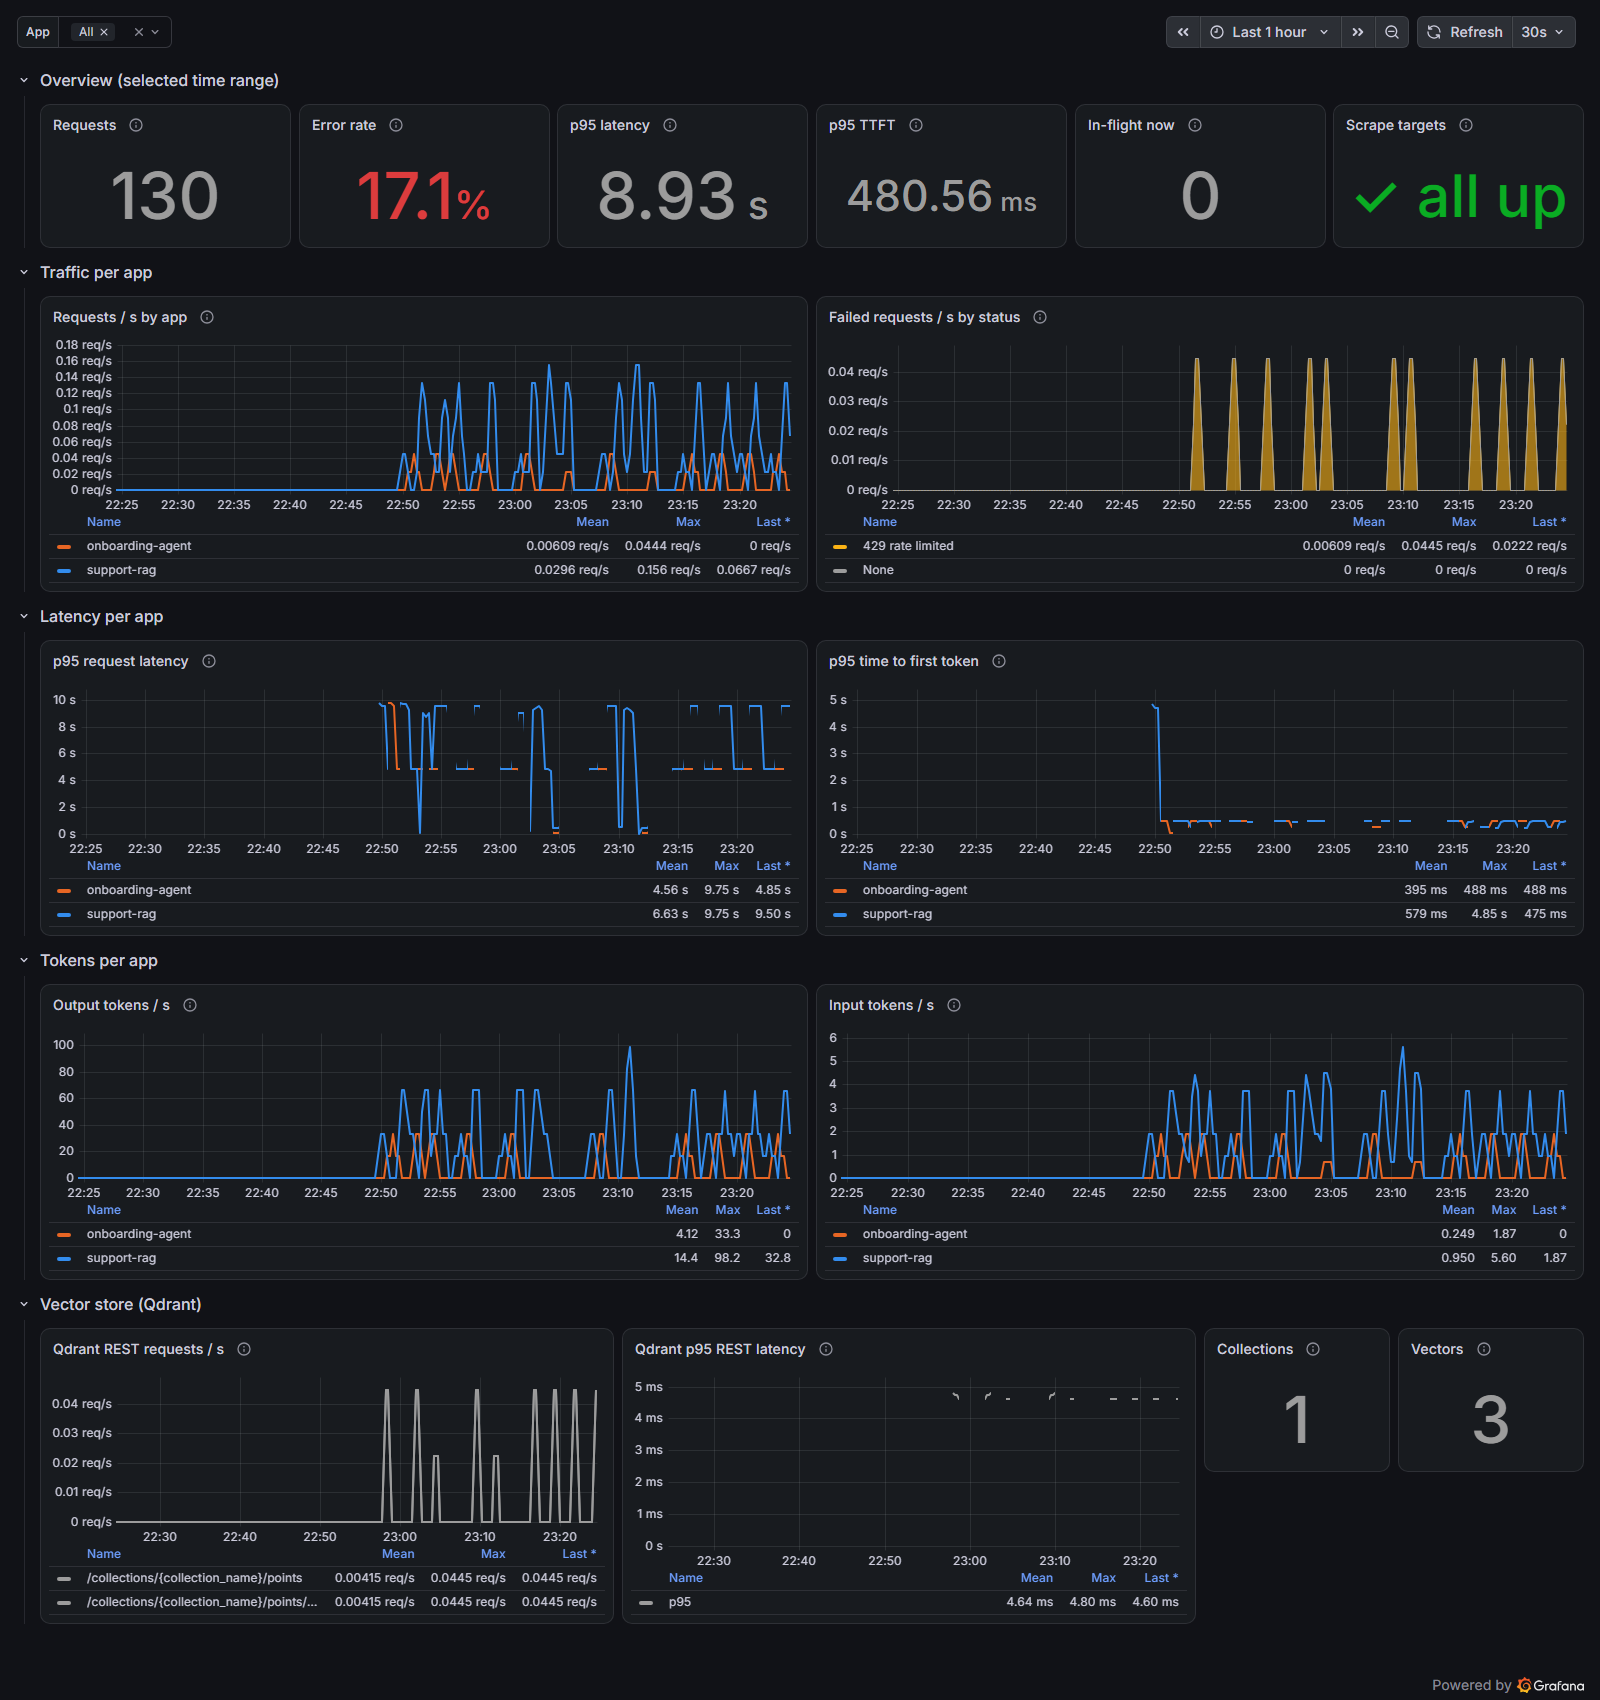 App All
Last 1 hour Refresh 30s
Overview (selected time range)
Requests
130
Error rate
17.1%
p95 latency
8.93 s
p95 TTFT
480.56 ms
In-flight now
0
Scrape targets
✓ all up
Traffic per app
Requests / s by app
0.18 req/s
0.16 req/s
0.14 req/s
0.12 req/s
0.1 req/s
0.08 req/s
0.06 req/s
0.04 req/s
0.02 req/s
0 req/s
22:25 22:30 22:35 22:40 22:45 22:50 22:55 23:00 23:05 23:10 23:15 23:20
Name Mean Max Last *
onboarding-agent 0.00609 req/s 0.0444 req/s 0 req/s
support-rag 0.0296 req/s 0.156 req/s 0.0667 req/s
Failed requests / s by status
0.04 req/s
0.03 req/s
0.02 req/s
0.01 req/s
0 req/s
22:25 22:30 22:35 22:40 22:45 22:50 22:55 23:00 23:05 23:10 23:15 23:20
Name Mean Max Last *
429 rate limited 0.00609 req/s 0.0445 req/s 0.0222 req/s
None 0 req/s 0 req/s 0 req/s
Latency per app
p95 request latency
10 s
8 s
6 s
4 s
2 s
0 s
22:25 22:30 22:35 22:40 22:45 22:50 22:55 23:00 23:05 23:10 23:15 23:20
Name Mean Max Last *
onboarding-agent 4.56 s 9.75 s 4.85 s
support-rag 6.63 s 9.75 s 9.50 s
p95 time to first token
5 s
4 s
3 s
2 s
1 s
0 s
22:25 22:30 22:35 22:40 22:45 22:50 22:55 23:00 23:05 23:10 23:15 23:20
Name Mean Max Last *
onboarding-agent 395 ms 488 ms 488 ms
support-rag 579 ms 4.85 s 475 ms
Tokens per app
Output tokens / s
100
80
60
40
20
0
22:25 22:30 22:35 22:40 22:45 22:50 22:55 23:00 23:05 23:10 23:15 23:20
Name Mean Max Last *
onboarding-agent 4.12 33.3 0
support-rag 14.4 98.2 32.8
Input tokens / s
6
5
4
3
2
1
0
22:25 22:30 22:35 22:40 22:45 22:50 22:55 23:00 23:05 23:10 23:15 23:20
Name Mean Max Last *
onboarding-agent 0.249 1.87 0
support-rag 0.950 5.60 1.87
Vector store (Qdrant)
Qdrant REST requests / s
0.04 req/s
0.03 req/s
0.02 req/s
0.01 req/s
0 req/s
22:30 22:40 22:50 23:00 23:10 23:20
Name Mean Max Last *
/collections/{collection_name}/points 0.00415 req/s 0.0445 req/s 0.0445 req/s
/collections/{collection_name}/points/... 0.00415 req/s 0.0445 req/s 0.0445 req/s
Qdrant p95 REST latency
5 ms
4 ms
3 ms
2 ms
1 ms
0 s
22:30 22:40 22:50 23:00 23:10 23:20
Name Mean Max Last *
p95 4.64 ms 4.80 ms 4.60 ms
Collections
1
Vectors
3
Powered by Grafana